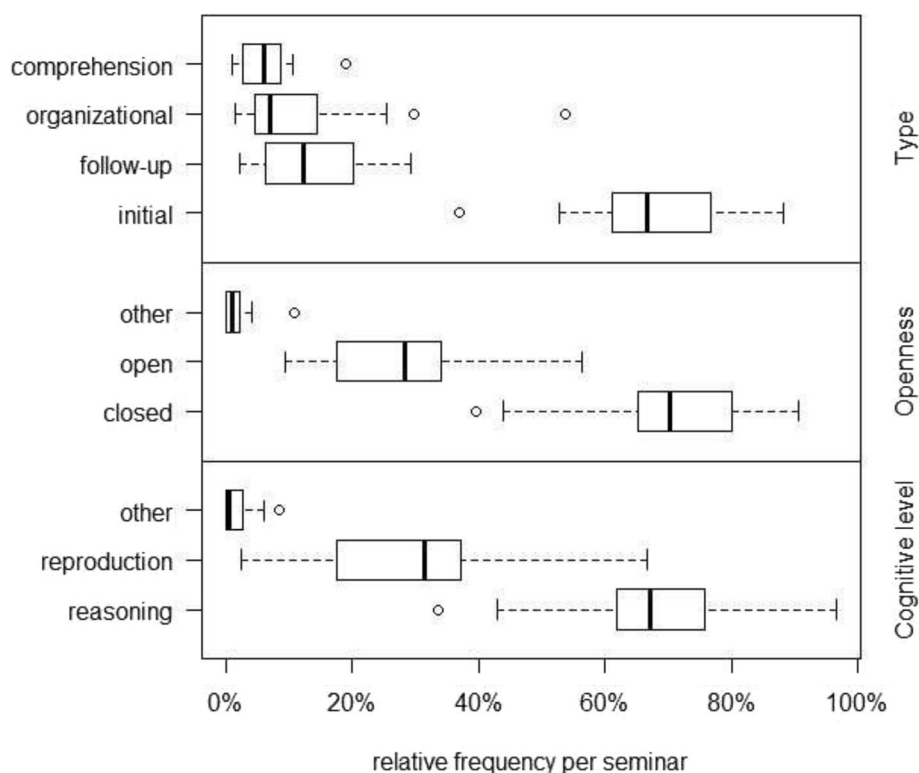 comprehension
organizational
follow-up
initial
Type
other
open
closed
Openness
other
reproduction
reasoning
Cognitive level
0% 20% 40% 60% 80% 100%
relative frequency per seminar